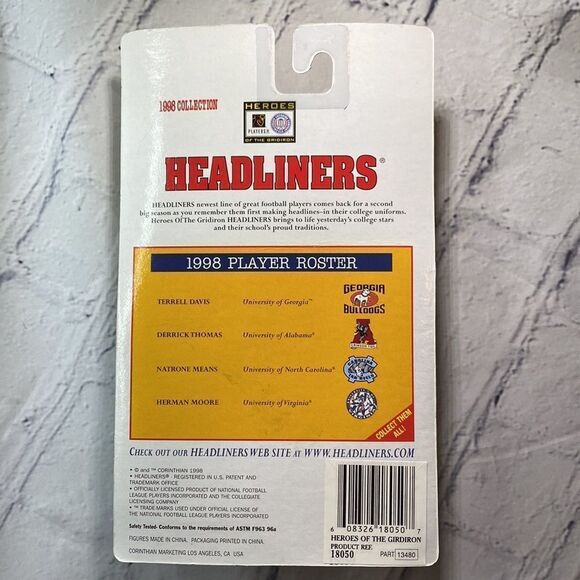 1998 COLLECTION
HEROES
PLAYERS
OF THE GRIDIRON
HEADLINERS®
HEADLINERS newest line of great football players comes back for a second
big season as you remember them first making headlines-in their college uniforms.
Heroes Of The Gridiron HEADLINERS brings to life yesterday's college stars
and their school's proud traditions.
1998 PLAYER ROSTER
TERRELL DAVIS University of Georgia™ GEORGIA BULLDOGS
DERRICK THOMAS University of Alabama® A
NATRONE MEANS University of North Carolina® CAROLINA TAR HEELS
HERMAN MOORE University of Virginia®
COLLECT THEM
ALL!
CHECK OUT OUR HEADLINERS WEB SITE AT WWW.HEADLINERS.COM
• © and ™ CORINTHIAN 1998
• HEADLINERS® - REGISTERED IN U.S. PATENT AND
TRADEMARK OFFICE
• OFFICIALLY LICENSED PRODUCT OF NATIONAL FOOTBALL
LEAGUE PLAYERS INCORPORATED AND THE COLLEGIATE
LICENSING COMPANY
• ™ TRADE MARKS USED UNDER OFFICIAL LICENSE OF
THE NATIONAL FOOTBALL LEAGUE PLAYERS INCORPORATED
Safety Tested- Conforms to the requirements of ASTM F963 96a
FIGURES MADE IN CHINA. PACKAGING PRINTED IN CHINA.
CORINTHIAN MARKETING LOS ANGELES, CA USA
6 08326 18050 7
HEROES OF THE GIRDIRON
PRODUCT REF.
18050 PART 13480